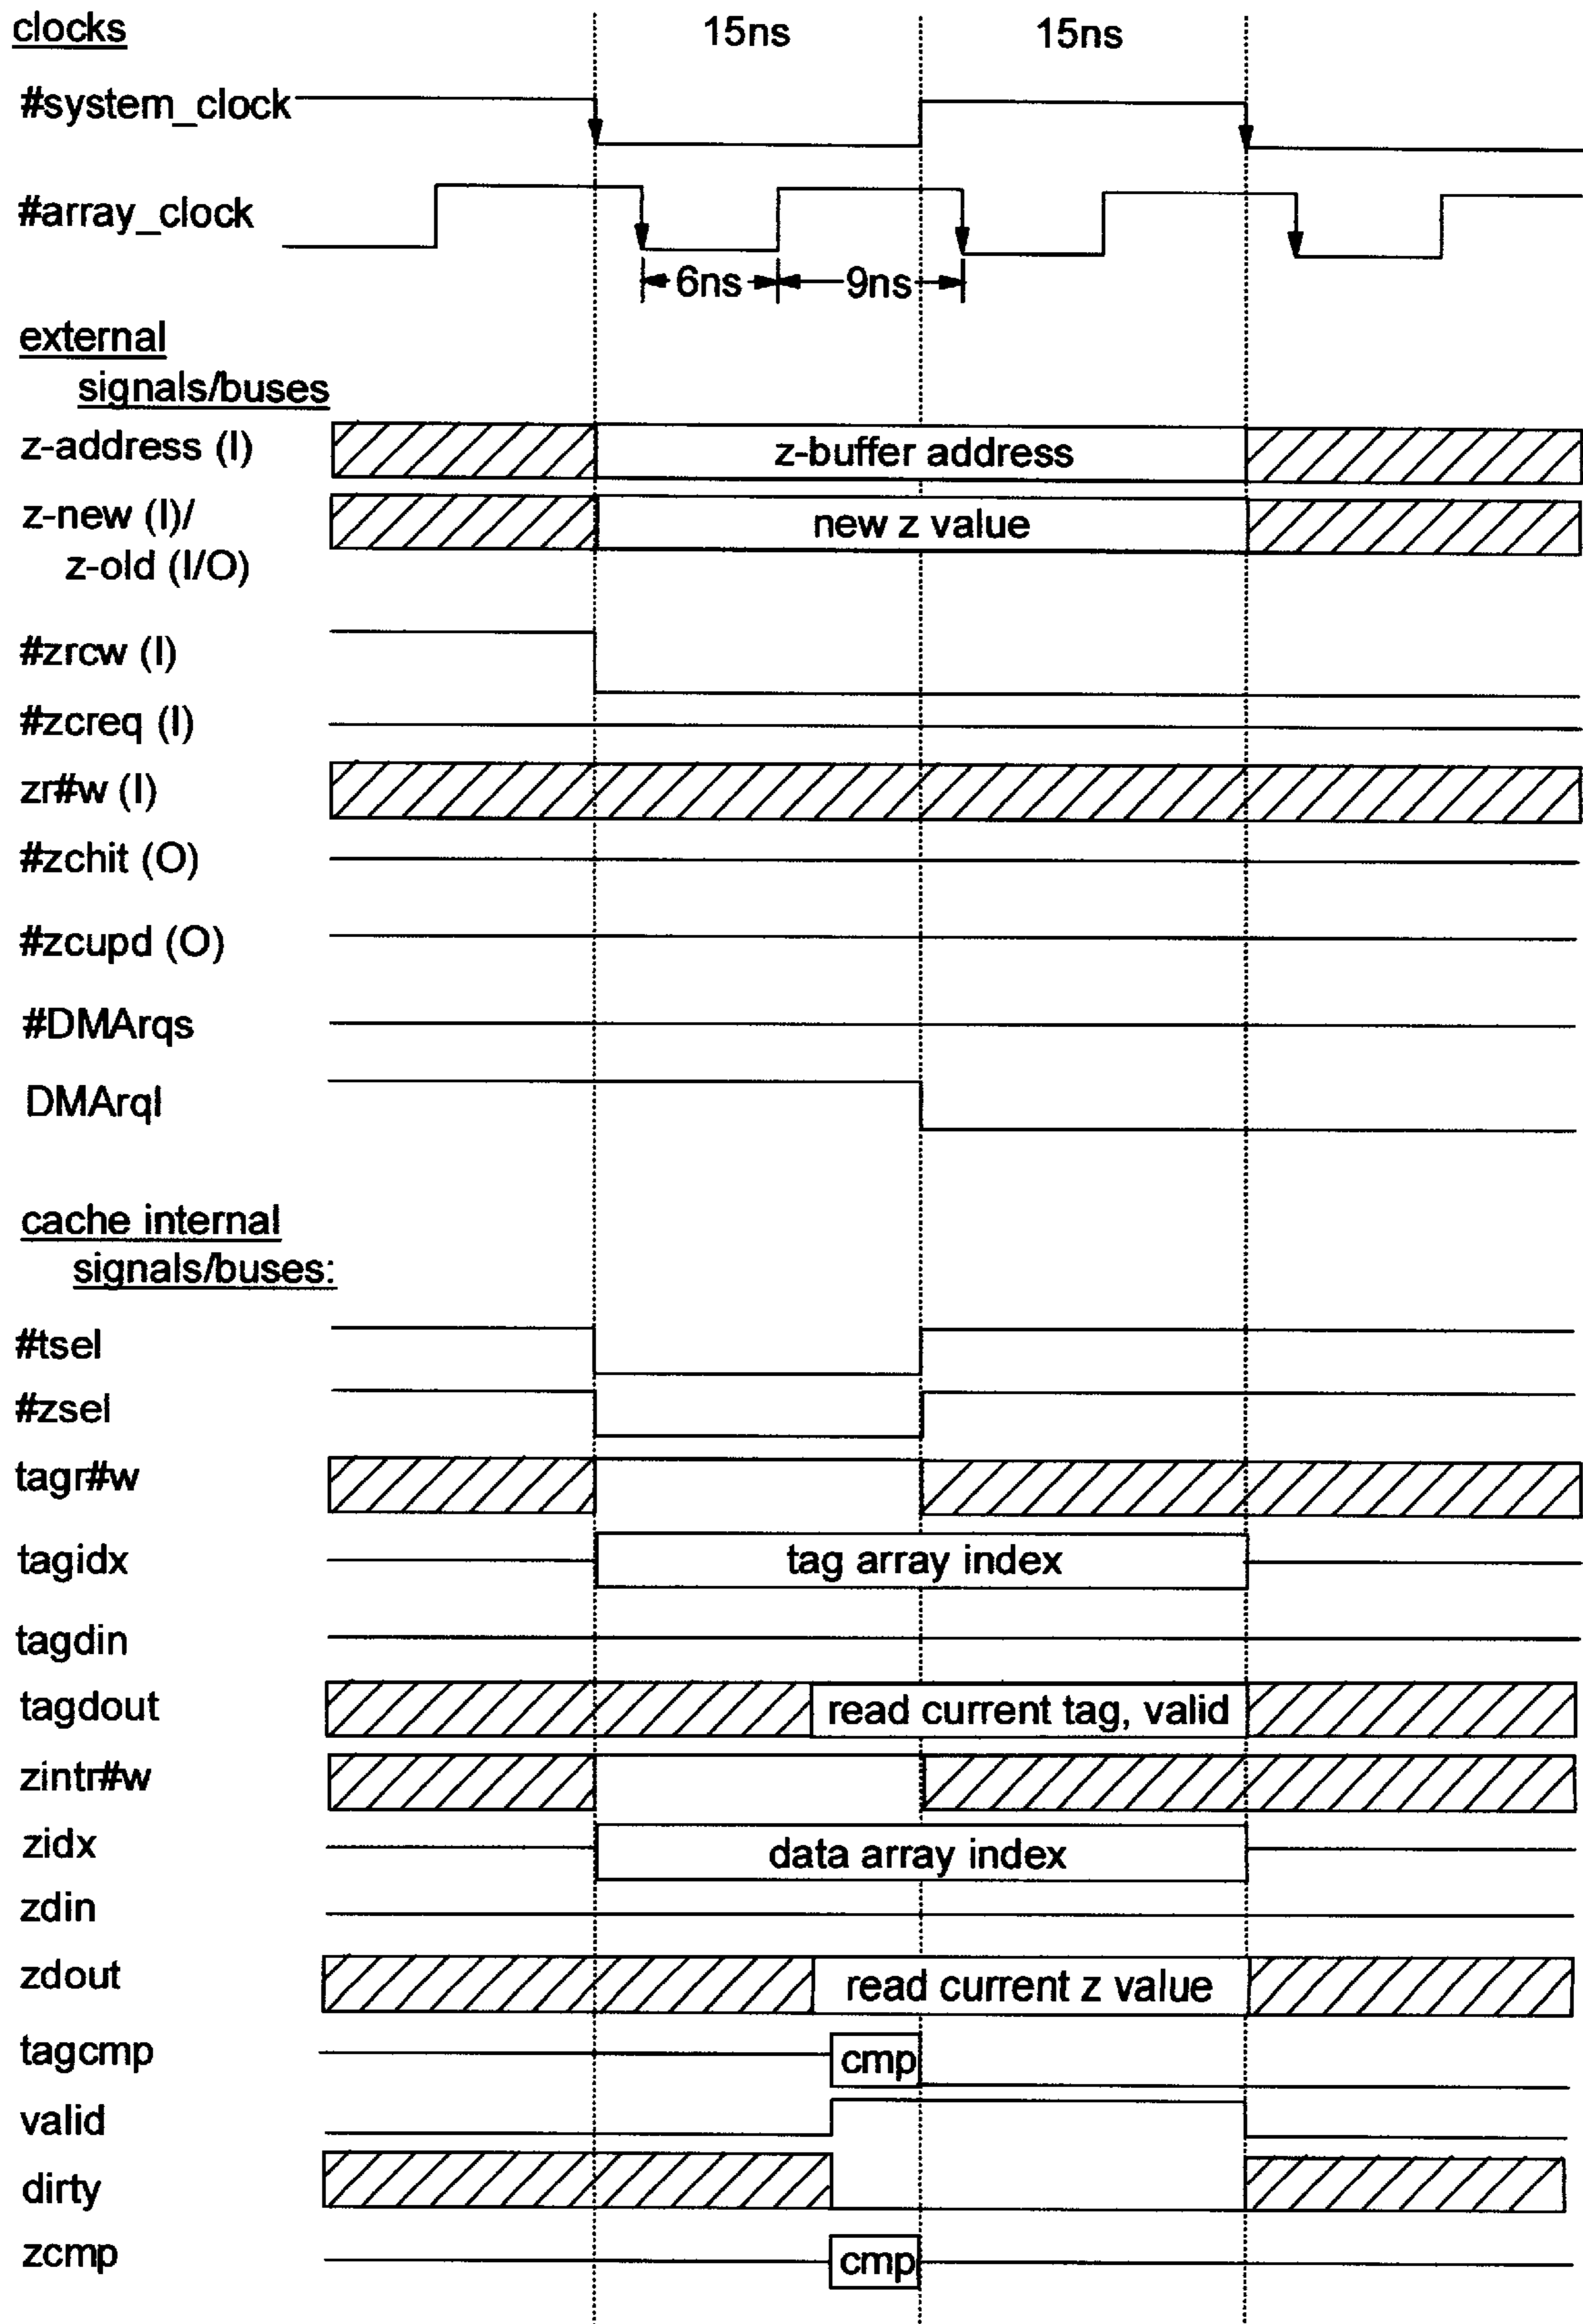 clocks
15ns 15ns
#system_clock
#array_clock
6ns 9ns
external
signals/buses
z-address (I) z-buffer address
z-new (I)/ new z value
z-old (I/O)
#zrcw (I)
#zcreq (I)
zr#w (I)
#zchit (O)
#zcupd (O)
#DMArqs
DMArql
cache internal
signals/buses:
#tsel
#zsel
tagr#w
tagidx tag array index
tagdin
tagdout read current tag, valid
zintr#w
zidx data array index
zdin
zdout read current z value
tagcmp cmp
valid
dirty
zcmp cmp